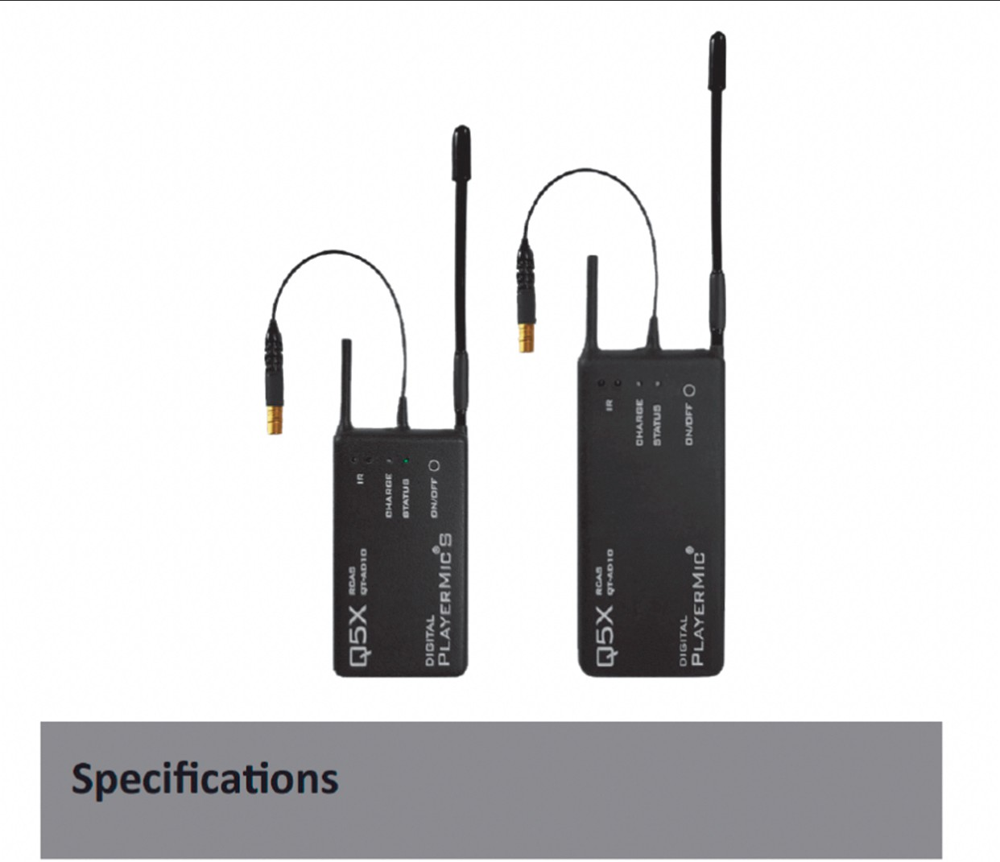 IR
CHARGE
STATUS
ON/OFF
Q5X
RCAS
QT-AD10
DIGITAL
PLAYERMIC® S
IR
CHARGE
STATUS
ON/OFF
Q5X
RCAS
QT-AD10
DIGITAL
PLAYERMIC®
Specifications